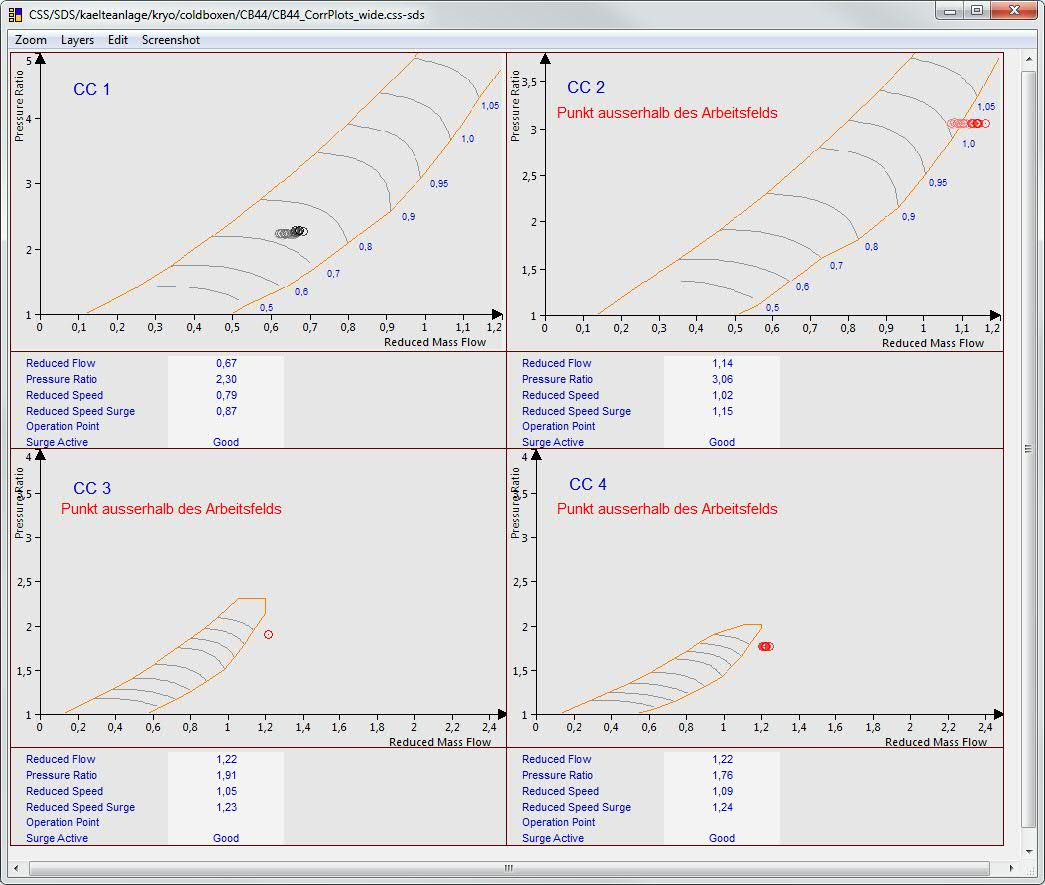 CSS/SDS/kaelteanlage/kryo/coldboxen/CB44/CB44_CorrPlots_wide.css-sds
Zoom Layers Edit Screenshot
CC 1
Pressure Ratio
5
4
3
2
1
0 0,1 0,2 0,3 0,4 0,5 0,6 0,7 0,8 0,9 1 1,1 1,2
Reduced Mass Flow
1,05
1,0
0,95
0,9
0,8
0,7
0,6
0,5
Reduced Flow 0,67
Pressure Ratio 2,30
Reduced Speed 0,79
Reduced Speed Surge 0,87
Operation Point
Surge Active Good
CC 2
Punkt ausserhalb des Arbeitsfelds
Pressure Ratio
3,5
3
2,5
2
1,5
1
0 0,1 0,2 0,3 0,4 0,5 0,6 0,7 0,8 0,9 1 1,1 1,2
Reduced Mass Flow
1,05
1,0
0,95
0,9
0,8
0,7
0,6
0,5
Reduced Flow 1,14
Pressure Ratio 3,06
Reduced Speed 1,02
Reduced Speed Surge 1,15
Operation Point
Surge Active Good
CC 3
Punkt ausserhalb des Arbeitsfelds
Pressure Ratio
4
3,5
3
2,5
2
1,5
1
0 0,2 0,4 0,6 0,8 1 1,2 1,4 1,6 1,8 2 2,2 2,4
Reduced Mass Flow
Reduced Flow 1,22
Pressure Ratio 1,91
Reduced Speed 1,05
Reduced Speed Surge 1,23
Operation Point
Surge Active Good
CC 4
Punkt ausserhalb des Arbeitsfelds
Pressure Ratio
4
3,5
3
2,5
2
1,5
1
0 0,2 0,4 0,6 0,8 1 1,2 1,4 1,6 1,8 2 2,2 2,4
Reduced Mass Flow
Reduced Flow 1,22
Pressure Ratio 1,76
Reduced Speed 1,09
Reduced Speed Surge 1,24
Operation Point
Surge Active Good